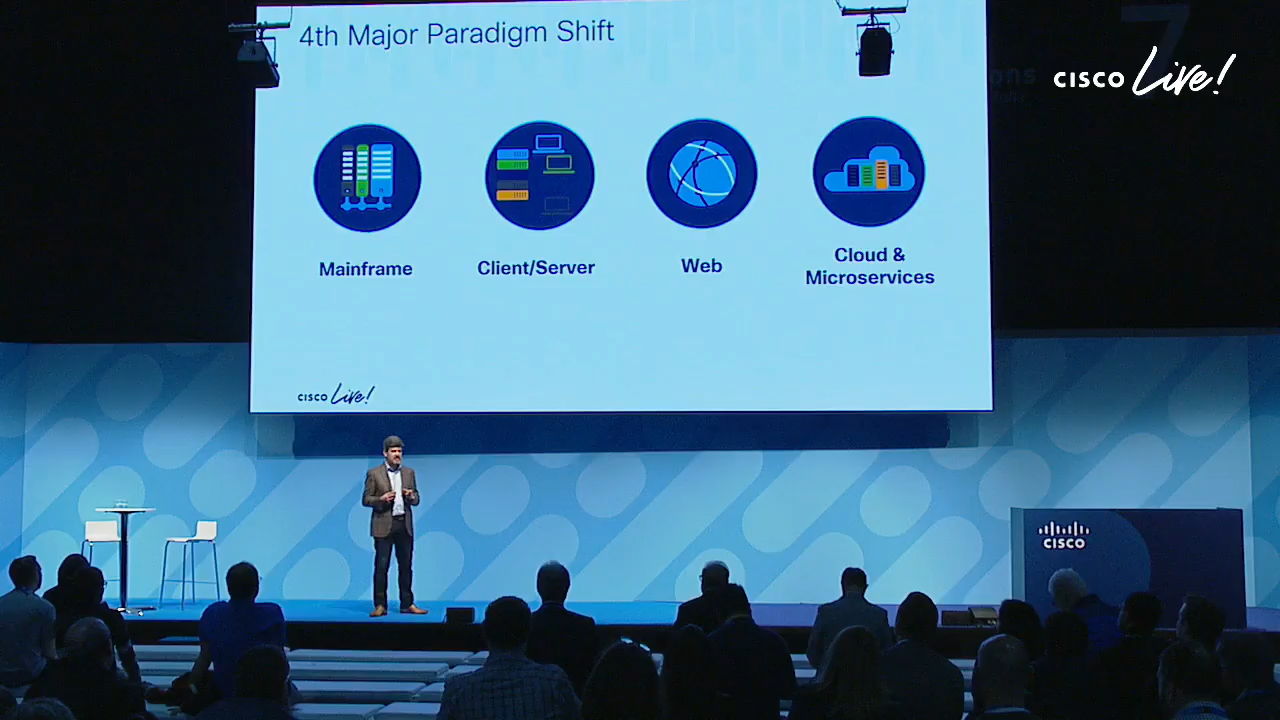 4th Major Paradigm Shift
CISCO Live!
Mainframe
Client/Server
Web
Cloud &
Microservices
CISCO Live!
CISCO